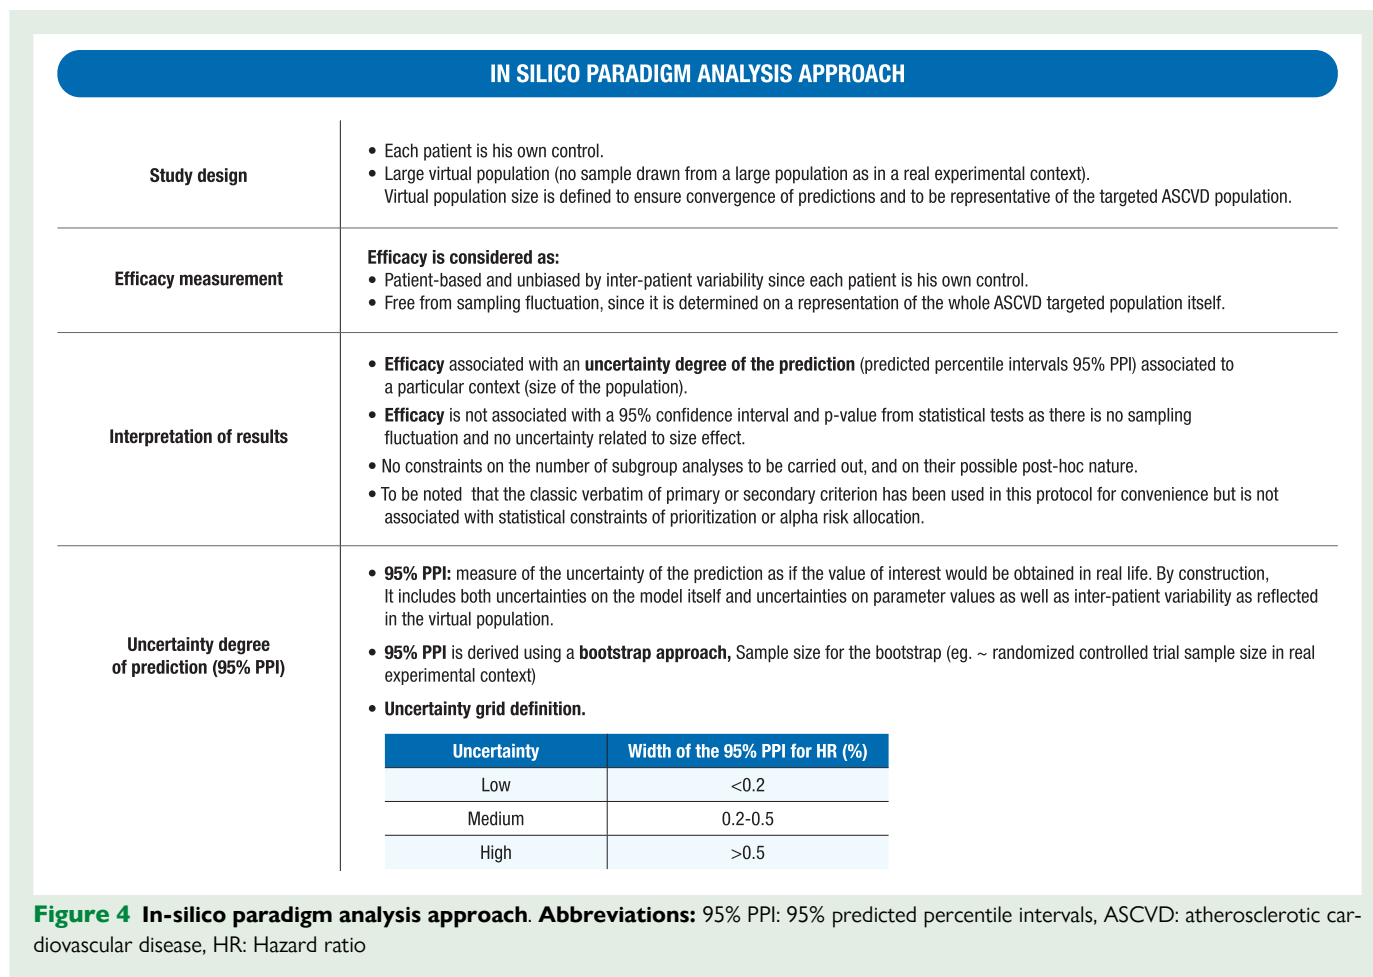 IN SILICO PARADIGM ANALYSIS APPROACH
Study design
• Each patient is his own control.
• Large virtual population (no sample drawn from a large population as in a real experimental context).
Virtual population size is defined to ensure convergence of predictions and to be representative of the targeted ASCVD population.
Efficacy measurement
Efficacy is considered as:
• Patient-based and unbiased by inter-patient variability since each patient is his own control.
• Free from sampling fluctuation, since it is determined on a representation of the whole ASCVD targeted population itself.
Interpretation of results
• Efficacy associated with an uncertainty degree of the prediction (predicted percentile intervals 95% PPI) associated to
a particular context (size of the population).
• Efficacy is not associated with a 95% confidence interval and p-value from statistical tests as there is no sampling
fluctuation and no uncertainty related to size effect.
• No constraints on the number of subgroup analyses to be carried out, and on their possible post-hoc nature.
• To be noted that the classic verbatim of primary or secondary criterion has been used in this protocol for convenience but is not
associated with statistical constraints of prioritization or alpha risk allocation.
Uncertainty degree
of prediction (95% PPI)
• 95% PPI: measure of the uncertainty of the prediction as if the value of interest would be obtained in real life. By construction,
It includes both uncertainties on the model itself and uncertainties on parameter values as well as inter-patient variability as reflected
in the virtual population.
• 95% PPI is derived using a bootstrap approach, Sample size for the bootstrap (eg. ~ randomized controlled trial sample size in real
experimental context)
• Uncertainty grid definition.
Uncertainty Width of the 95% PPI for HR (%)
Low <0.2
Medium 0.2-0.5
High >0.5
Figure 4 In-silico paradigm analysis approach. Abbreviations: 95% PPI: 95% predicted percentile intervals, ASCVD: atherosclerotic car-
diovascular disease, HR: Hazard ratio